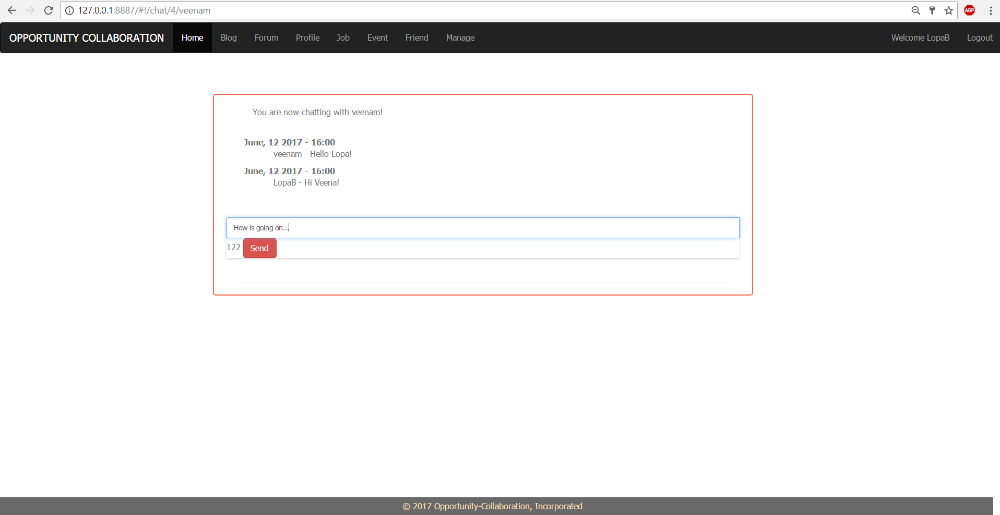 127.0.0.1:8887/#!/chat/4/veenam
ABP
OPPORTUNITY COLLABORATION Home Blog Forum Profile Job Event Friend Manage Welcome LopaB Logout
You are now chatting with veenam!
June, 12 2017 - 16:00
veenam - Hello Lopa!
June, 12 2017 - 16:00
LopaB - Hi Veena!
How is going on...
122 Send
© 2017 Opportunity-Collaboration, Incorporated